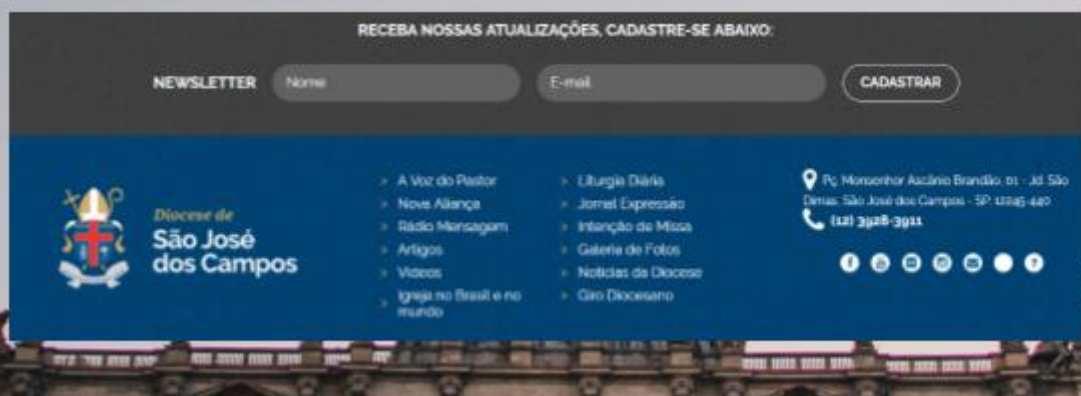 RECEBA NOSSAS ATUALIZAÇÕES, CADASTRE-SE ABAIXO:
NEWSLETTER Nome E-mail CADASTRAR
Diocese de
São José
dos Campos
A Voz do Pastor
Nova Aliança
Rádio Mensagem
Artigos
Vídeos
Igreja no Brasil e no
mundo
Liturgia Diária
Jornal Expressão
Intenção de Missa
Galeria de Fotos
Notícias da Diocese
Giro Diocesano
Pç. Monsenhor Ascânio Brandão, 01 - Jd. São
Dimas, São José dos Campos - SP, 12245-440
(12) 3928-3911